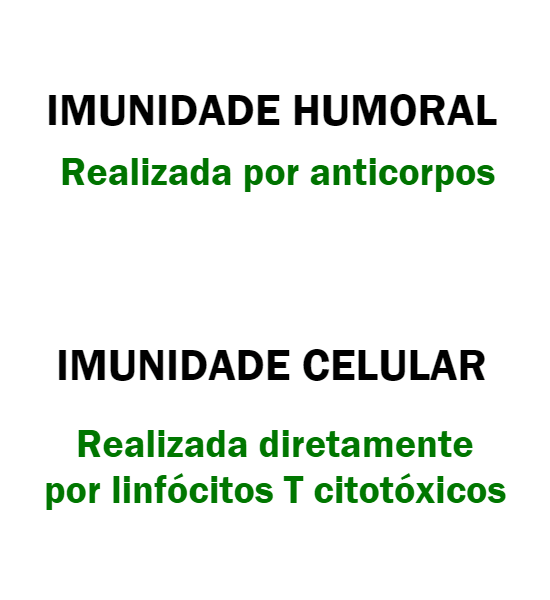 IMUNIDADE HUMORAL
Realizada por anticorpos
IMUNIDADE CELULAR
Realizada diretamente
por linfócitos T citotóxicos